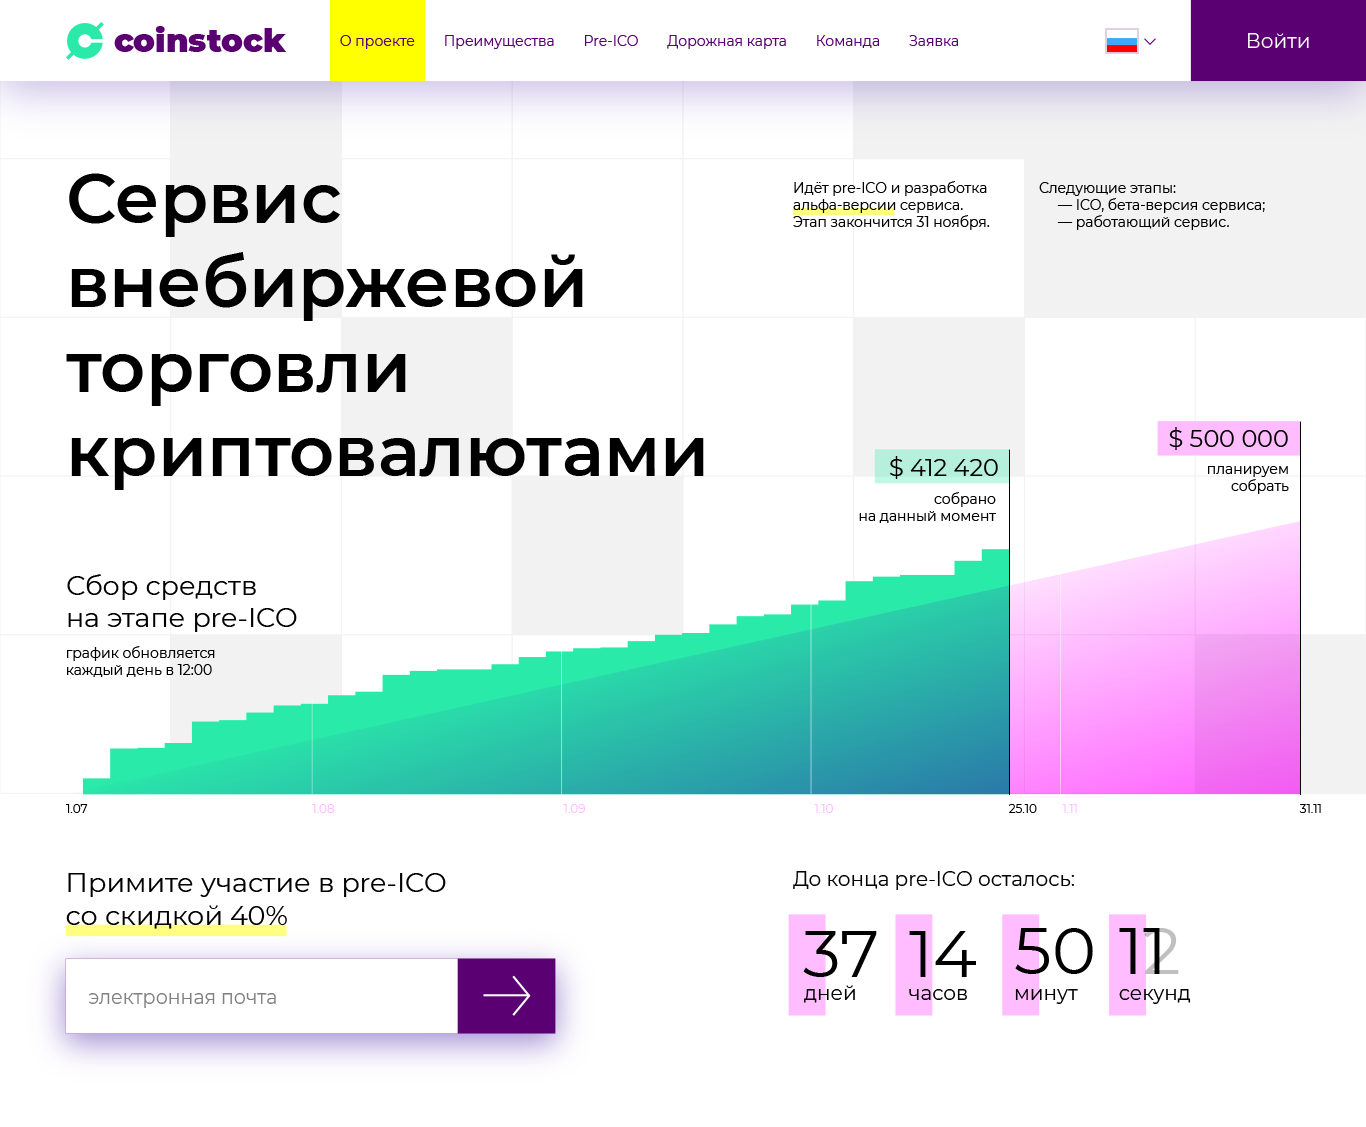 coinstock
О проекте
Преимущества
Pre-ICO
Дорожная карта
Команда
Заявка
Войти
Сервис
внебиржевой
торговли
криптовалютами
Идёт pre-ICO и разработка
альфа-версии сервиса.
Этап закончится 31 ноября.
Следующие этапы:
— ICO, бета-версия сервиса;
— работающий сервис.
$ 412 420
собрано
на данный момент
$ 500 000
планируем
собрать
Сбор средств
на этапе pre-ICO
график обновляется
каждый день в 12:00
1.07
1.08
1.09
1.10
25.10
1.11
31.11
Примите участие в pre-ICO
со скидкой 40%
электронная почта
До конца pre-ICO осталось:
37
дней
14
часов
50
минут
11
2
секунд